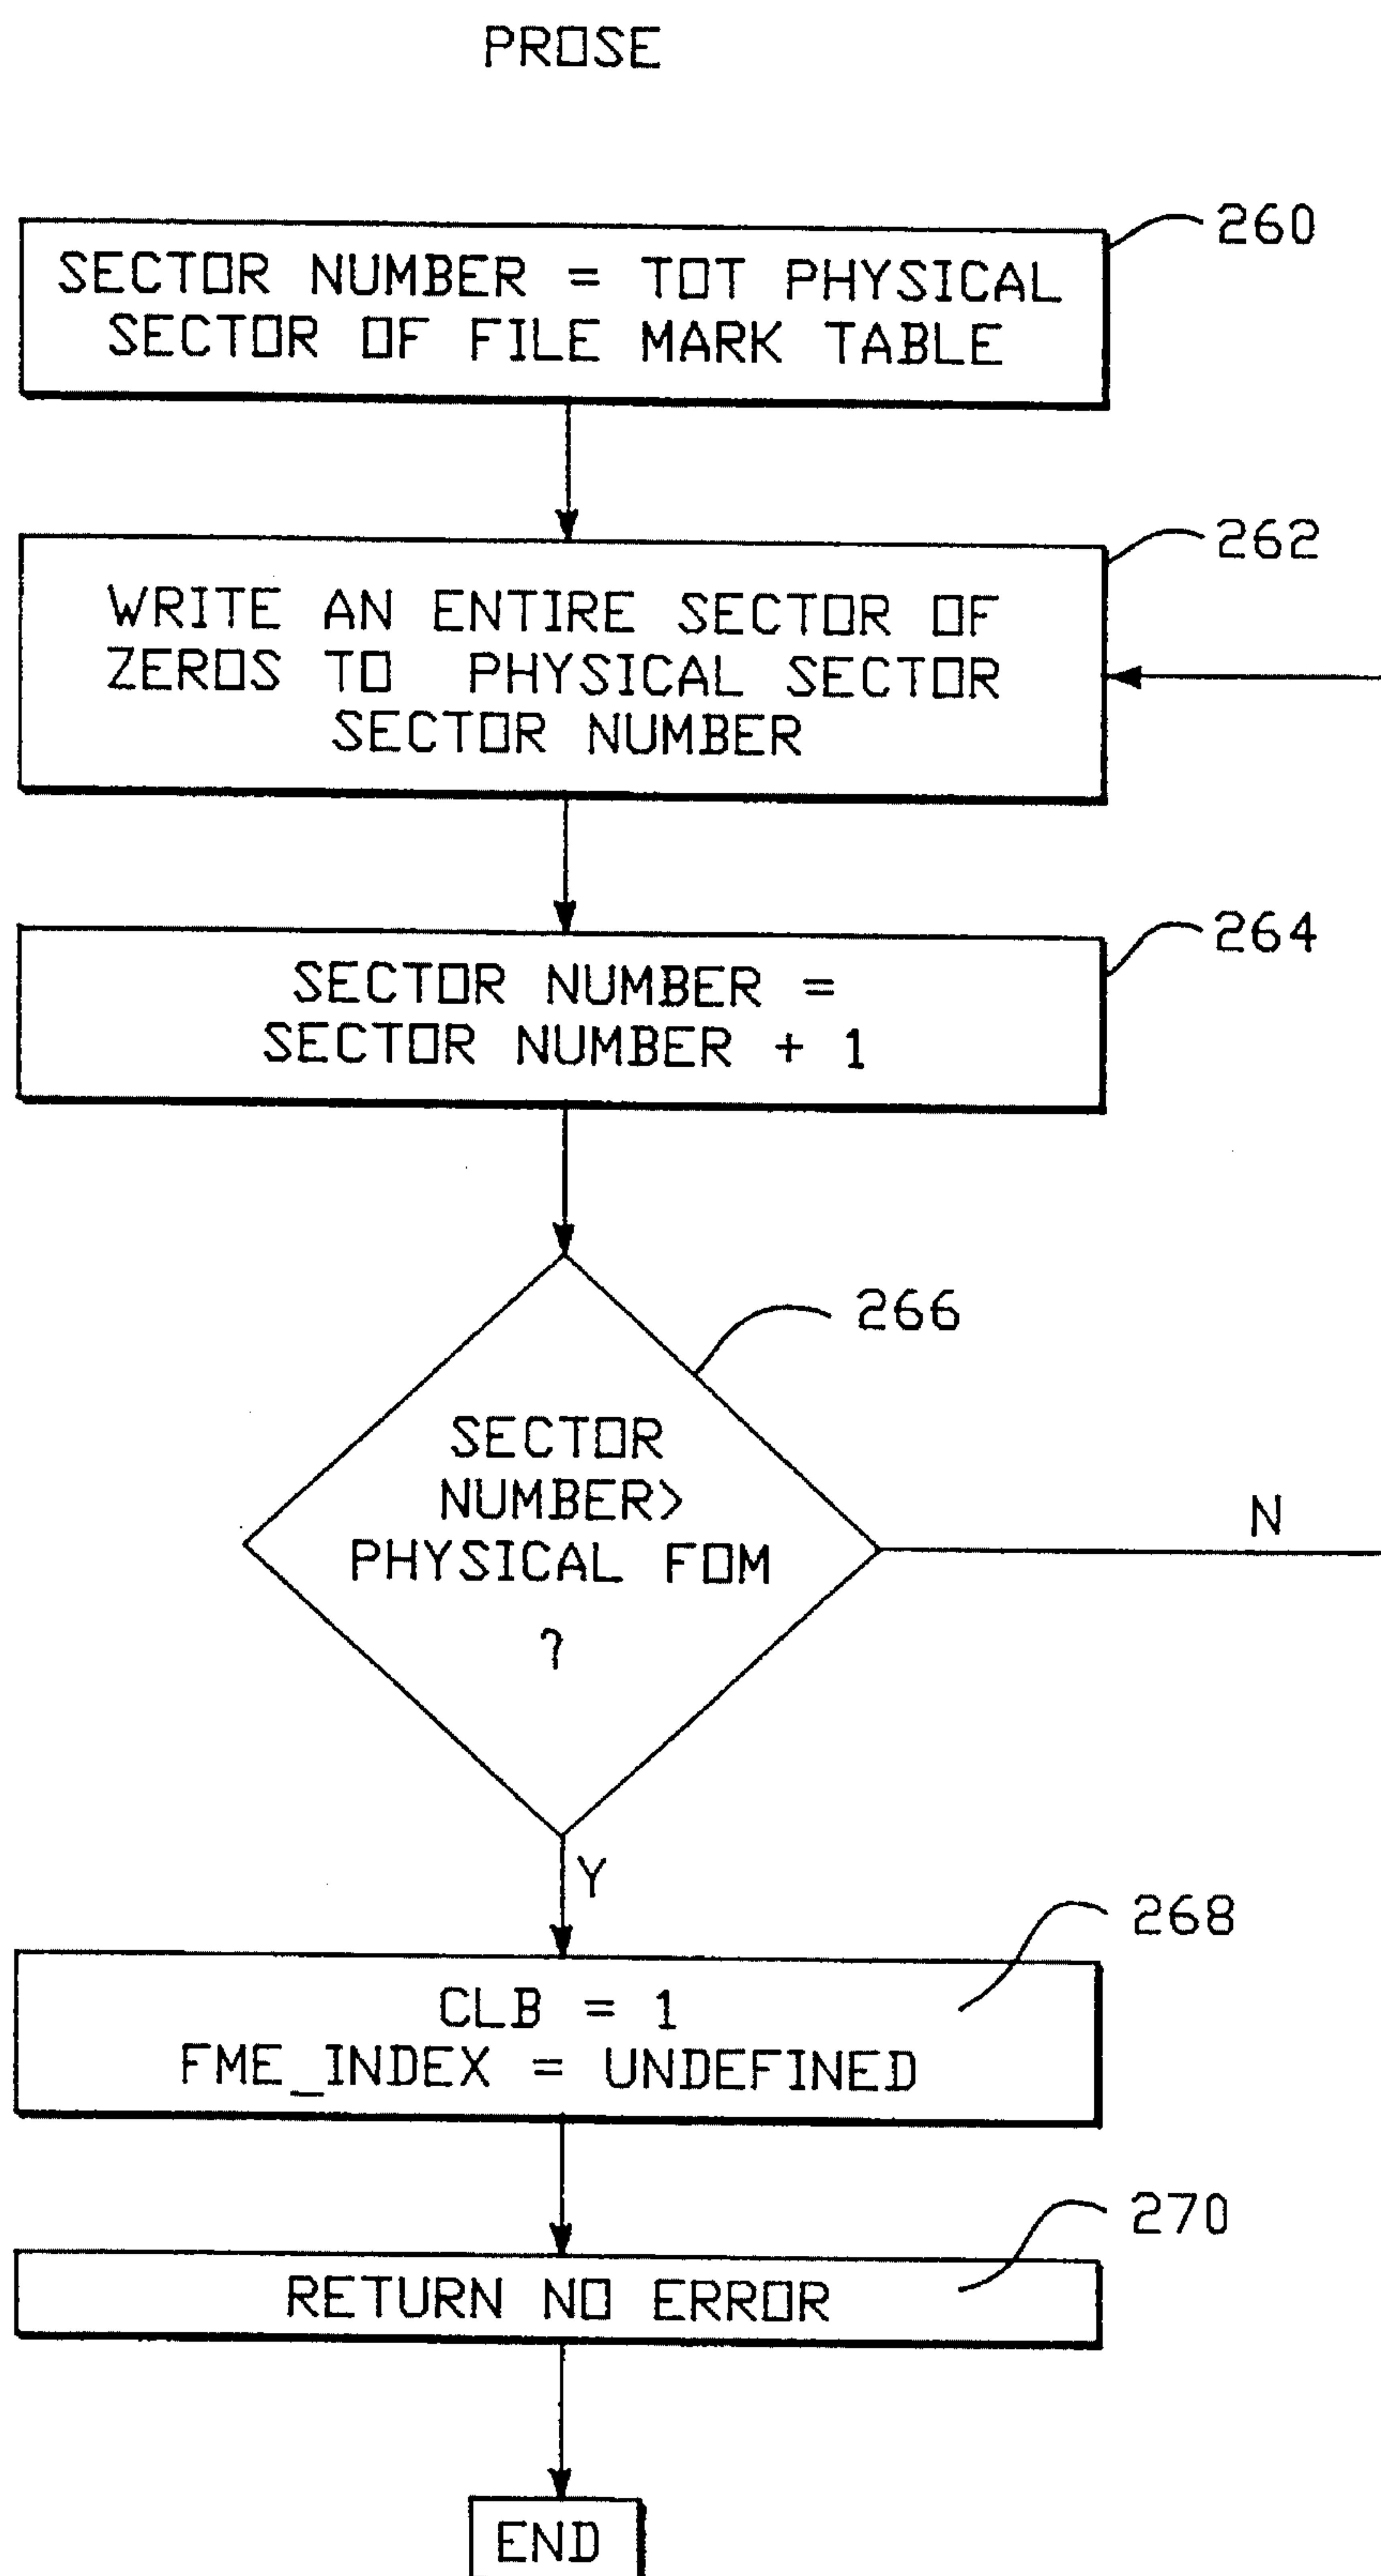 PROSE
260
SECTOR NUMBER = TOT PHYSICAL
SECTOR OF FILE MARK TABLE
262
WRITE AN ENTIRE SECTOR OF
ZEROS TO PHYSICAL SECTOR
SECTOR NUMBER
264
SECTOR NUMBER =
SECTOR NUMBER + 1
266
SECTOR
NUMBER>
PHYSICAL FOM
?
N
Y
268
CLB = 1
FME_INDEX = UNDEFINED
270
RETURN NO ERROR
END